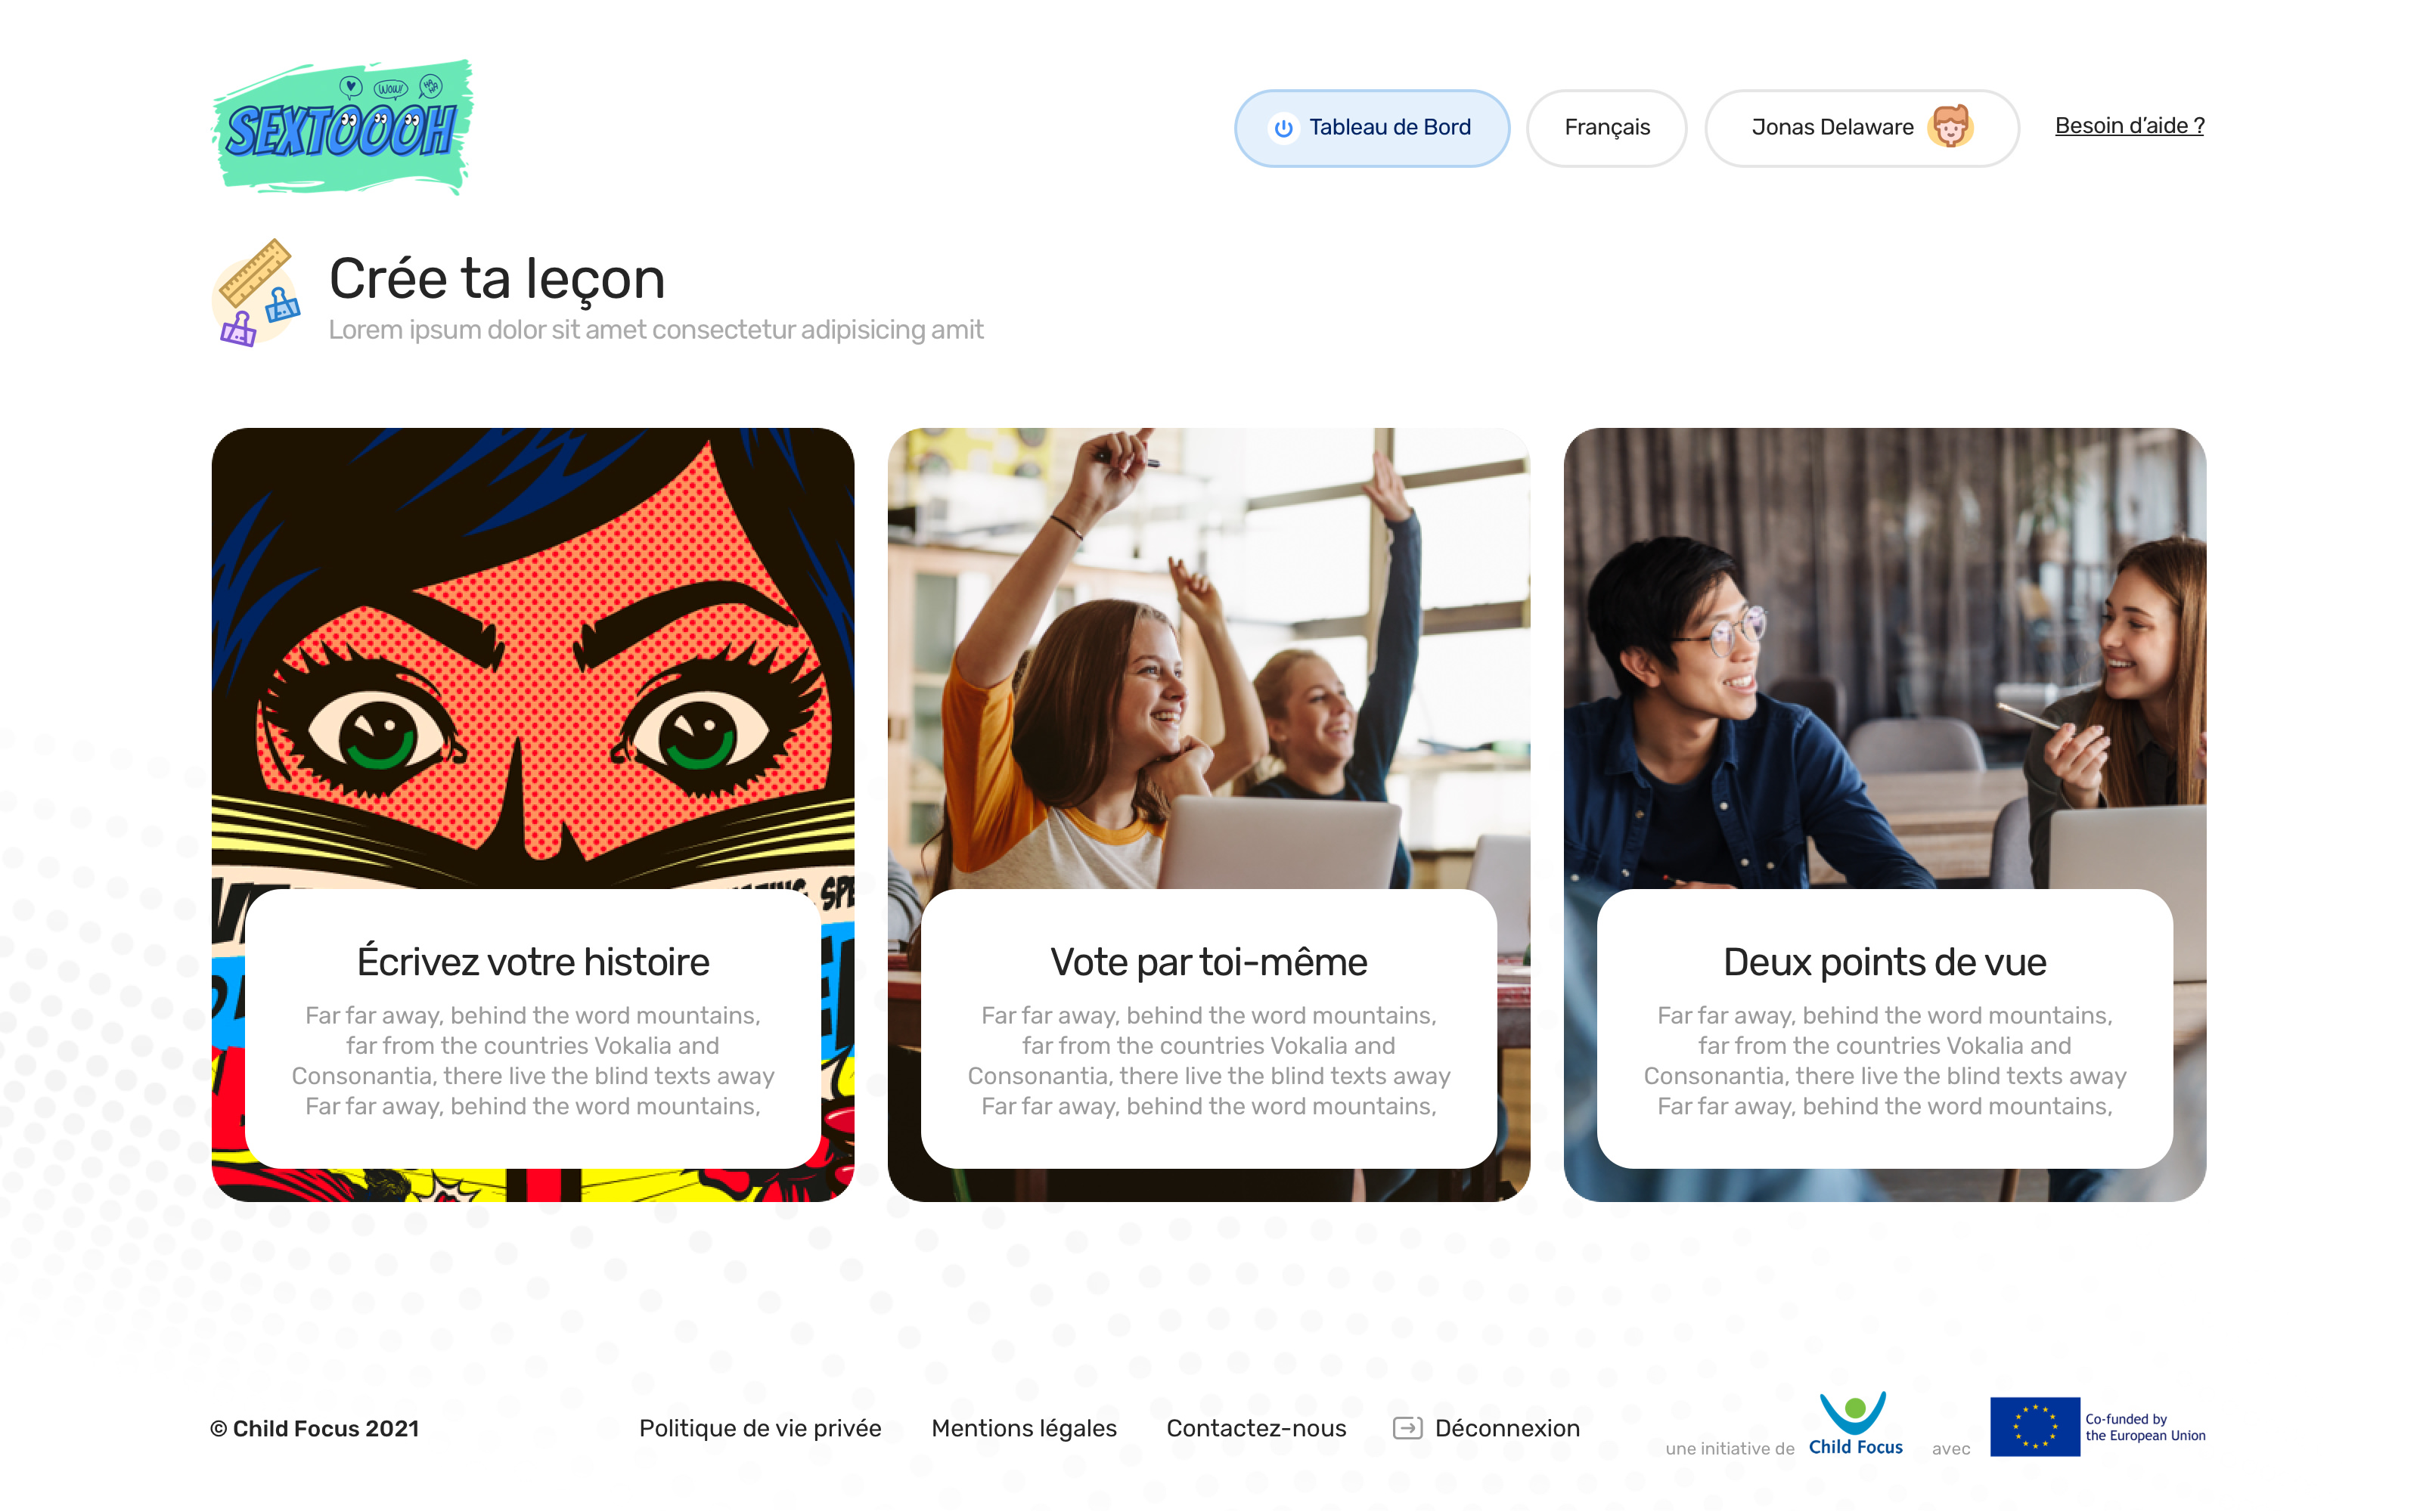 WOW!
HA HA HA
SEXTOOOH
Tableau de Bord
Français
Jonas Delaware
Besoin d’aide ?
Crée ta leçon
Lorem ipsum dolor sit amet consectetur adipisicing amit
Écrivez votre histoire
Far far away, behind the word mountains,
far from the countries Vokalia and
Consonantia, there live the blind texts away
Far far away, behind the word mountains,
Vote par toi-même
Far far away, behind the word mountains,
far from the countries Vokalia and
Consonantia, there live the blind texts away
Far far away, behind the word mountains,
Deux points de vue
Far far away, behind the word mountains,
far from the countries Vokalia and
Consonantia, there live the blind texts away
Far far away, behind the word mountains,
© Child Focus 2021
Politique de vie privée
Mentions légales
Contactez-nous
Déconnexion
une initiative de
Child Focus
avec
Co-funded by
the European Union